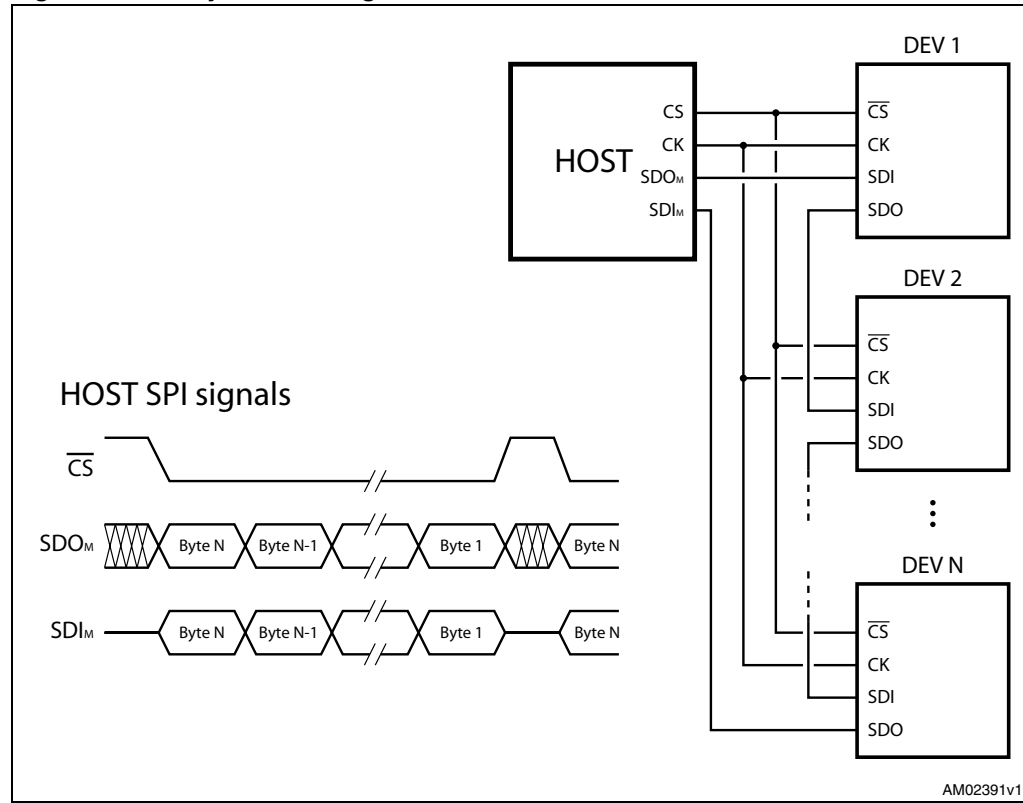 DEV 1
CS
CK
SDOM
SDIM
HOST
CS
CK
SDI
SDO
DEV 2
CS
CK
SDI
SDO
DEV N
CS
CK
SDI
SDO
HOST SPI signals
CS
SDOM Byte N Byte N-1 Byte 1 Byte N
SDIM Byte N Byte N-1 Byte 1 Byte N
AM02391v1